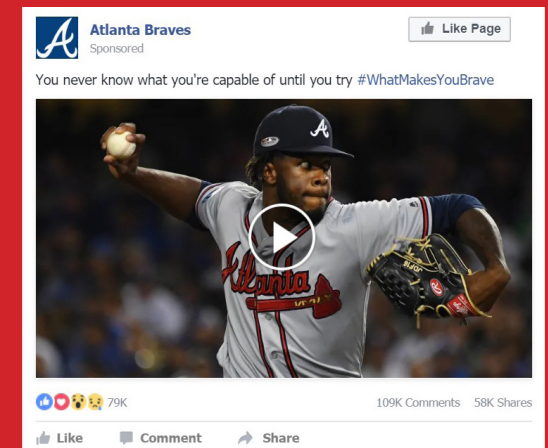 Atlanta Braves
Like Page
Sponsored
You never know what you're capable of until you try #WhatMakesYouBrave
A
Atlanta
79K
109K Comments 58K Shares
Like Comment Share